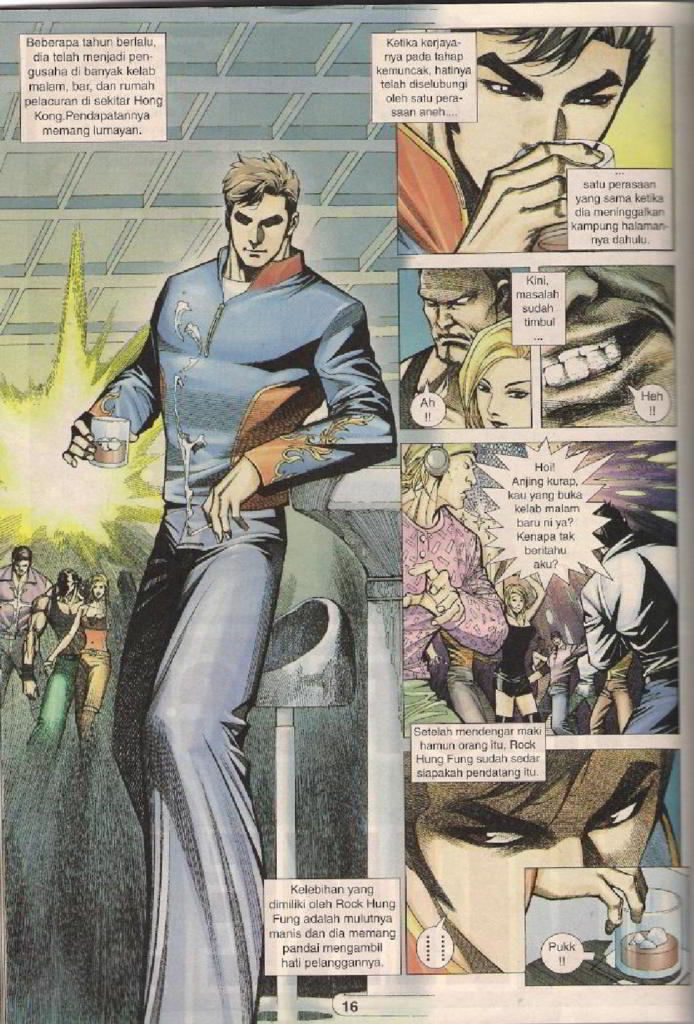 Beberapa tahun berlalu,
dia telah menjadi pen-
gusaha di banyak kelab
malam, bar, dan rumah
pelacuran di sekitar Hong
Kong.Pendapatannya
memang lumayan.
Ketika kerjaya-
nya pada tahap
kemuncak, hatinya
telah diselubungi
oleh satu pera-
saan aneh....
...
satu perasaan
yang sama ketika
dia meninggalkan
kampung halaman-
nya dahulu.
Kini,
masalah
sudah
timbul
...
Ah
!!
Heh
!!
Hoi!
Anjing kurap,
kau yang buka
kelab malam
baru ni ya?
Kenapa tak
beritahu
aku?
Setelah mendengar maki
hamun orang itu, Rock
Hung Fung sudah sedar
siapakah pendatang itu.
Kelebihan yang
dimiliki oleh Rock Hung
Fung adalah mulutnya
manis dan dia memang
pandai mengambil
hati pelanggannya.
Pukk
!!
16